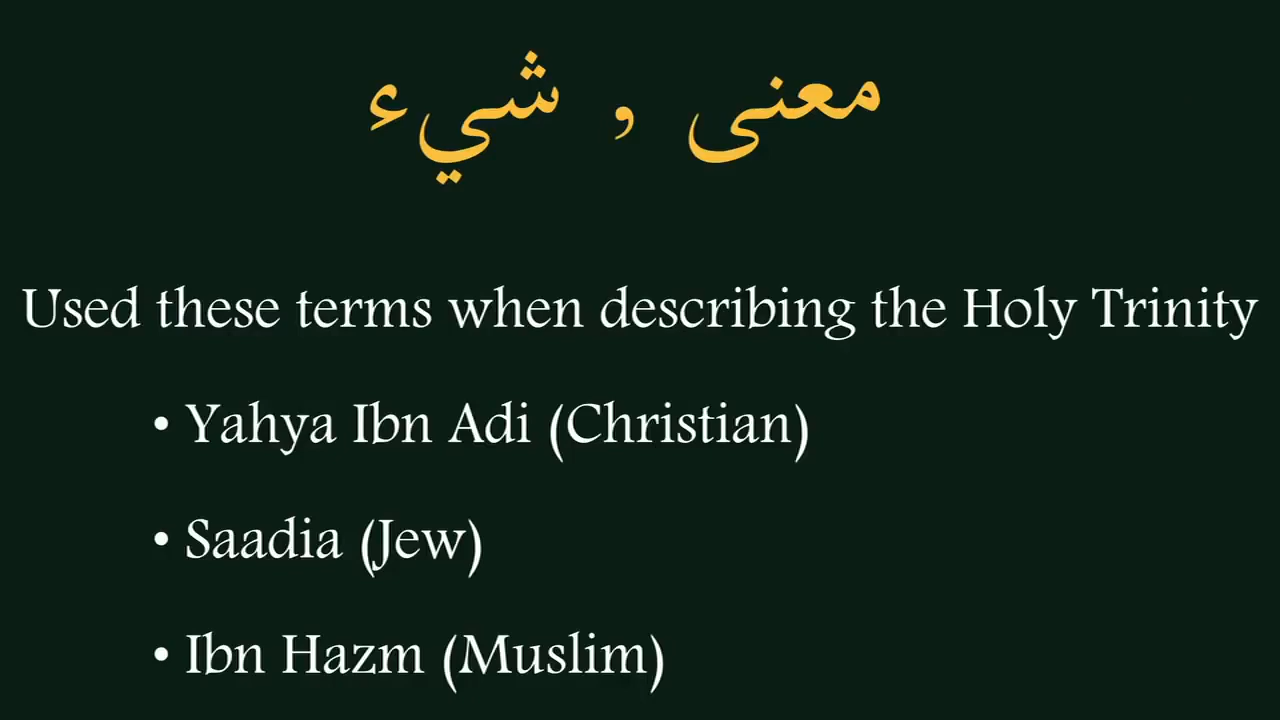 معنى و شيء
Used these terms when describing the Holy Trinity
• Yahya Ibn Adi (Christian)
• Saadia (Jew)
• Ibn Hazm (Muslim)